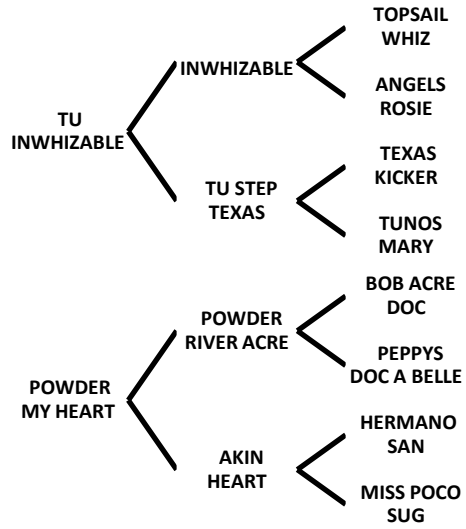 TOPSAIL
WHIZ
INWHIZABLE
ANGELS
ROSIE
TU
INWHIZABLE
TEXAS
KICKER
TU STEP
TEXAS
TUNOS
MARY
BOB ACRE
DOC
POWDER
RIVER ACRE
PEPPYS
DOC A BELLE
POWDER
MY HEART
HERMANO
SAN
AKIN
HEART
MISS POCO
SUG